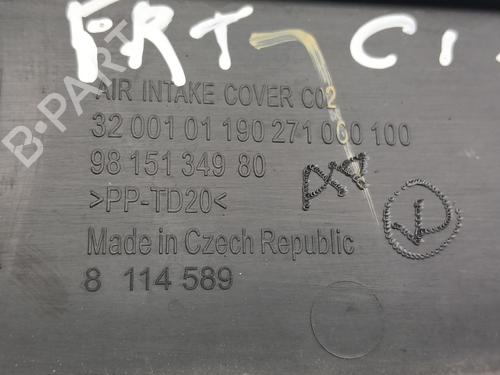 FRT - C1
AIR INTAKE COVER C02
32 001 01 190 271 000 100
98 151 349 80
>PP-TD20<
Made in Czech Republic
8 114 589
B-PARTS